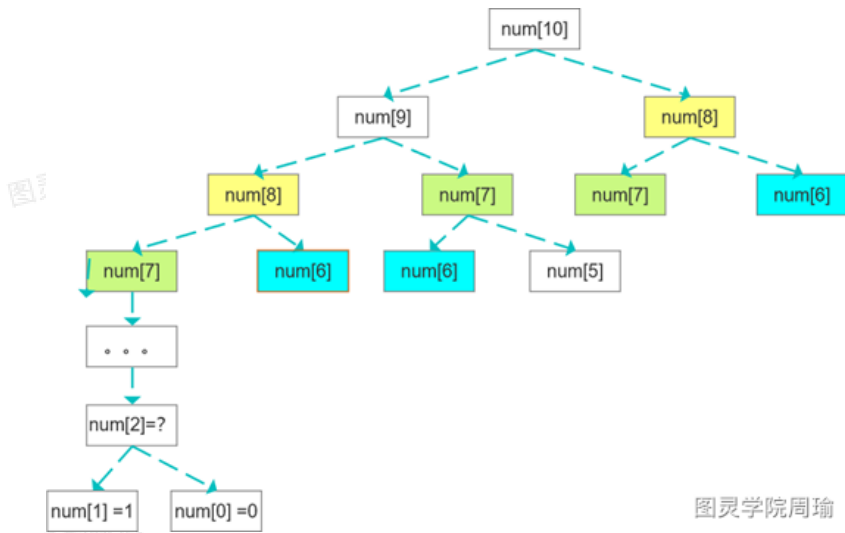 num[10]
num[9]
num[8]
num[8]
num[7]
num[7]
num[6]
num[7]
num[6]
num[6]
num[5]
。。。
num[2]=?
num[1] =1
num[0] =0
图灵学院周瑜